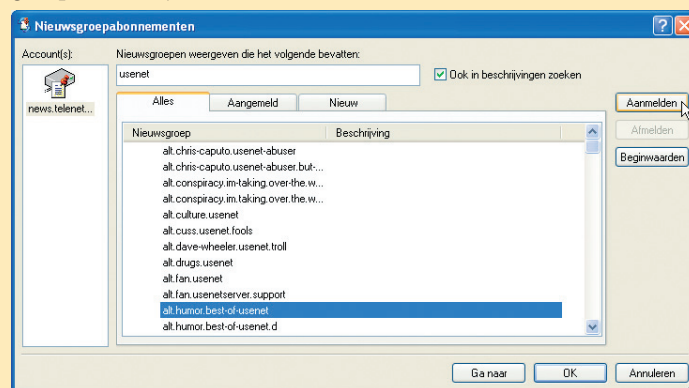 Nieuwsgroepabonnementen
Account(s):
Nieuwsgroepen weergeven die het volgende bevatten:
usenet
Ook in beschrijvingen zoeken
news.telenet...
Alles Aangemeld Nieuw
Aanmelden
Afmelden
Beginwaarden
Nieuwsgroep Beschrijving
alt.chris-caputo.usenet-abuser
alt.chris-caputo.usenet-abuser.but-...
alt.conspiracy.im-taking.over-the.w...
alt.conspiracy.im.taking.over.the.w...
alt.culture.usenet
alt.cuss.usenet.fools
alt.dave-wheeler.usenet.troll
alt.drugs.usenet
alt.fan.usenet
alt.fan.usenetserver.support
alt.humor.best-of-usenet
alt.humor.best-of-usenet.d
Ga naar OK Annuleren